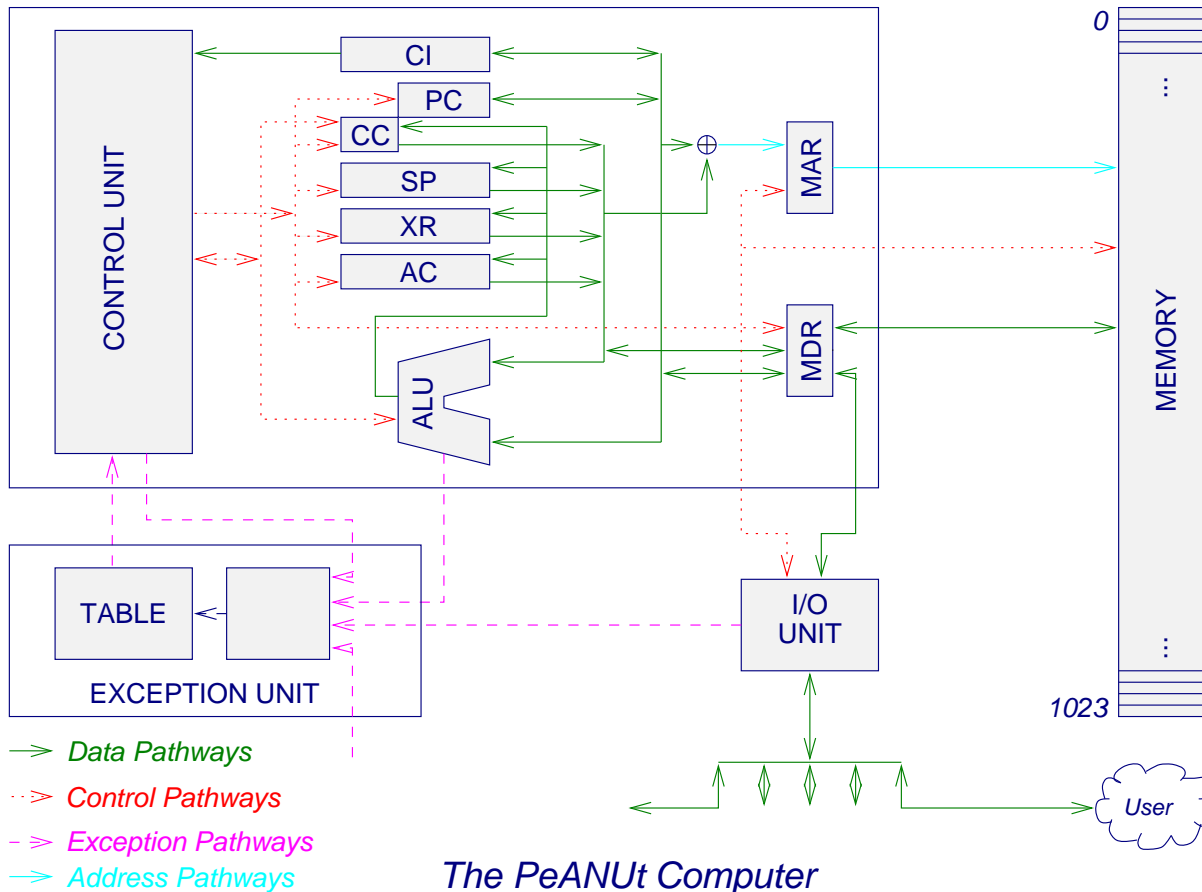 0
CI
PC
CC
SP
XR
AC
CONTROL UNIT
ALU
MAR
MDR
...
MEMORY
...
1023
TABLE
EXCEPTION UNIT
I/O
UNIT
Data Pathways
Control Pathways
Exception Pathways
Address Pathways
User
The PeANUt Computer